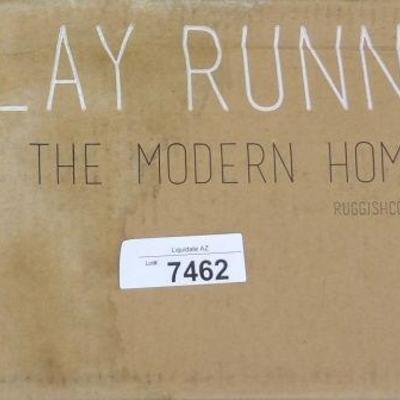 LAY RUNN
THE MODERN HOM
RUGGISHCO
Liquidate AZ
Lot# 7462